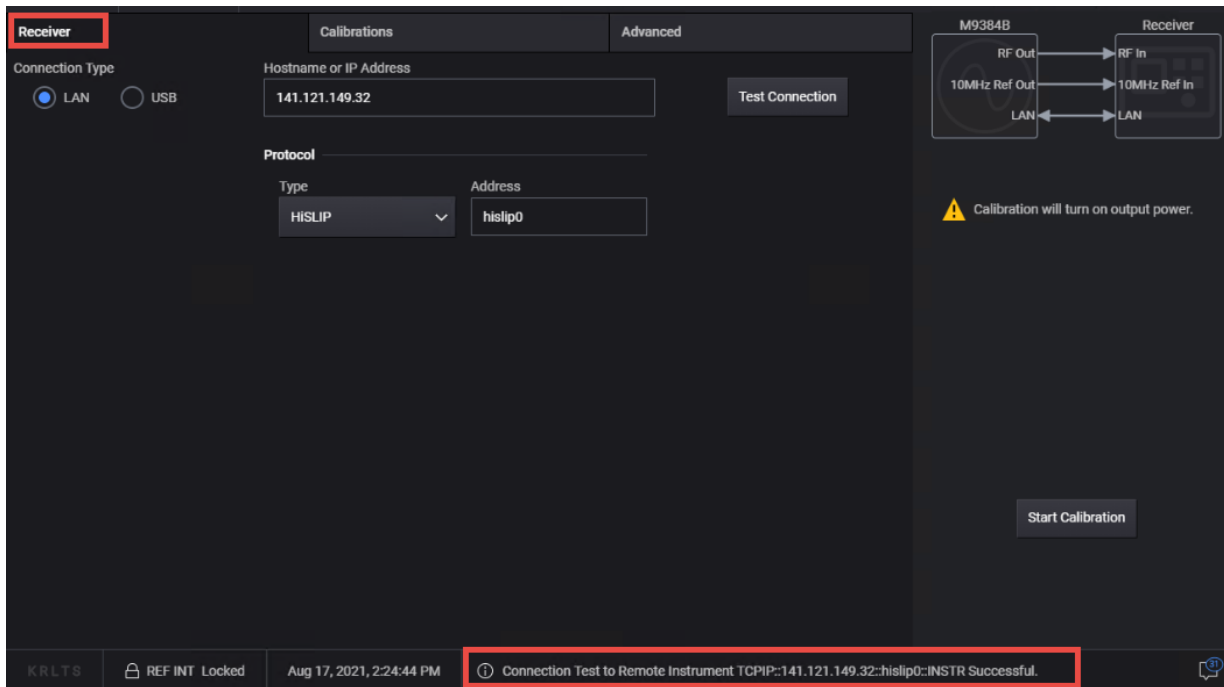 Receiver
Calibrations
Advanced
Connection Type
LAN
USB
Hostname or IP Address
141.121.149.32
Test Connection
Protocol
Type
Address
HiSLIP
hislip0
M9384B
Receiver
RF Out
RF In
10MHz Ref Out
10MHz Ref In
LAN
LAN
Calibration will turn on output power.
Start Calibration
KRLTS
REF INT Locked
Aug 17, 2021, 2:24:44 PM
Connection Test to Remote Instrument TCPIP::141.121.149.32::hislip0::INSTR Successful.
31